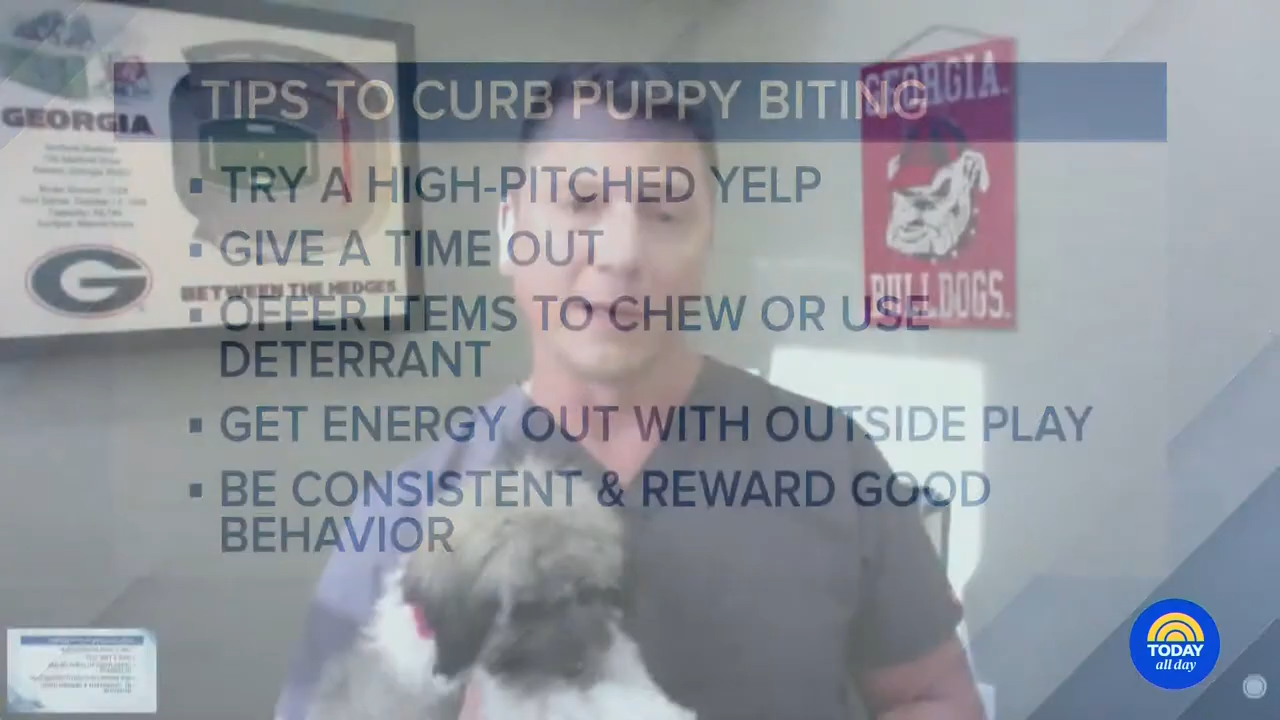 TIPS TO CURB PUPPY BITING
▪ TRY A HIGH-PITCHED YELP
▪ GIVE A TIME OUT
▪ OFFER ITEMS TO CHEW OR USE
DETERRANT
▪ GET ENERGY OUT WITH OUTSIDE PLAY
▪ BE CONSISTENT & REWARD GOOD
BEHAVIOR
GEORGIA
G
BETWEEN THE HEDGES
GEORGIA.
BULLDOGS.
TODAY
all day